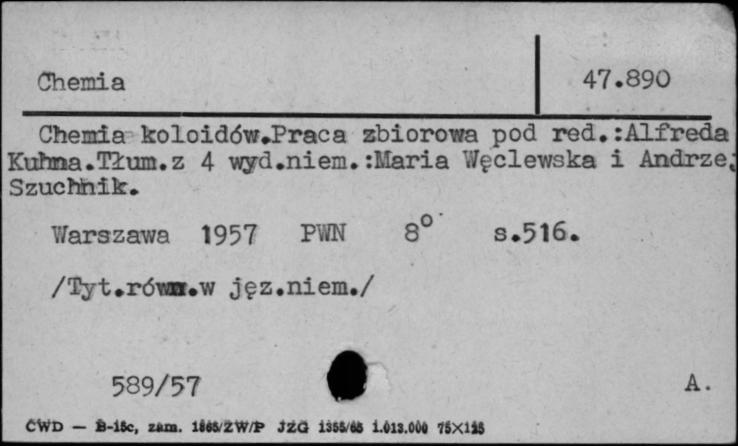 Chemia 47.890
Chemia koloidów.Praca zbiorowa pod red.:Alfreda
Kuhna.Tłum.z 4 wyd.niem.:Maria Węclewska i Andrzej
Szuchnik.
Warszawa 1957 PWN 8° s.516.
/Tyt.równ.w jęz.niem./
589/57 A.
CWD — B-15c, zam. 1865/ZW/P JZG 1355/65 1.013.000 75×125